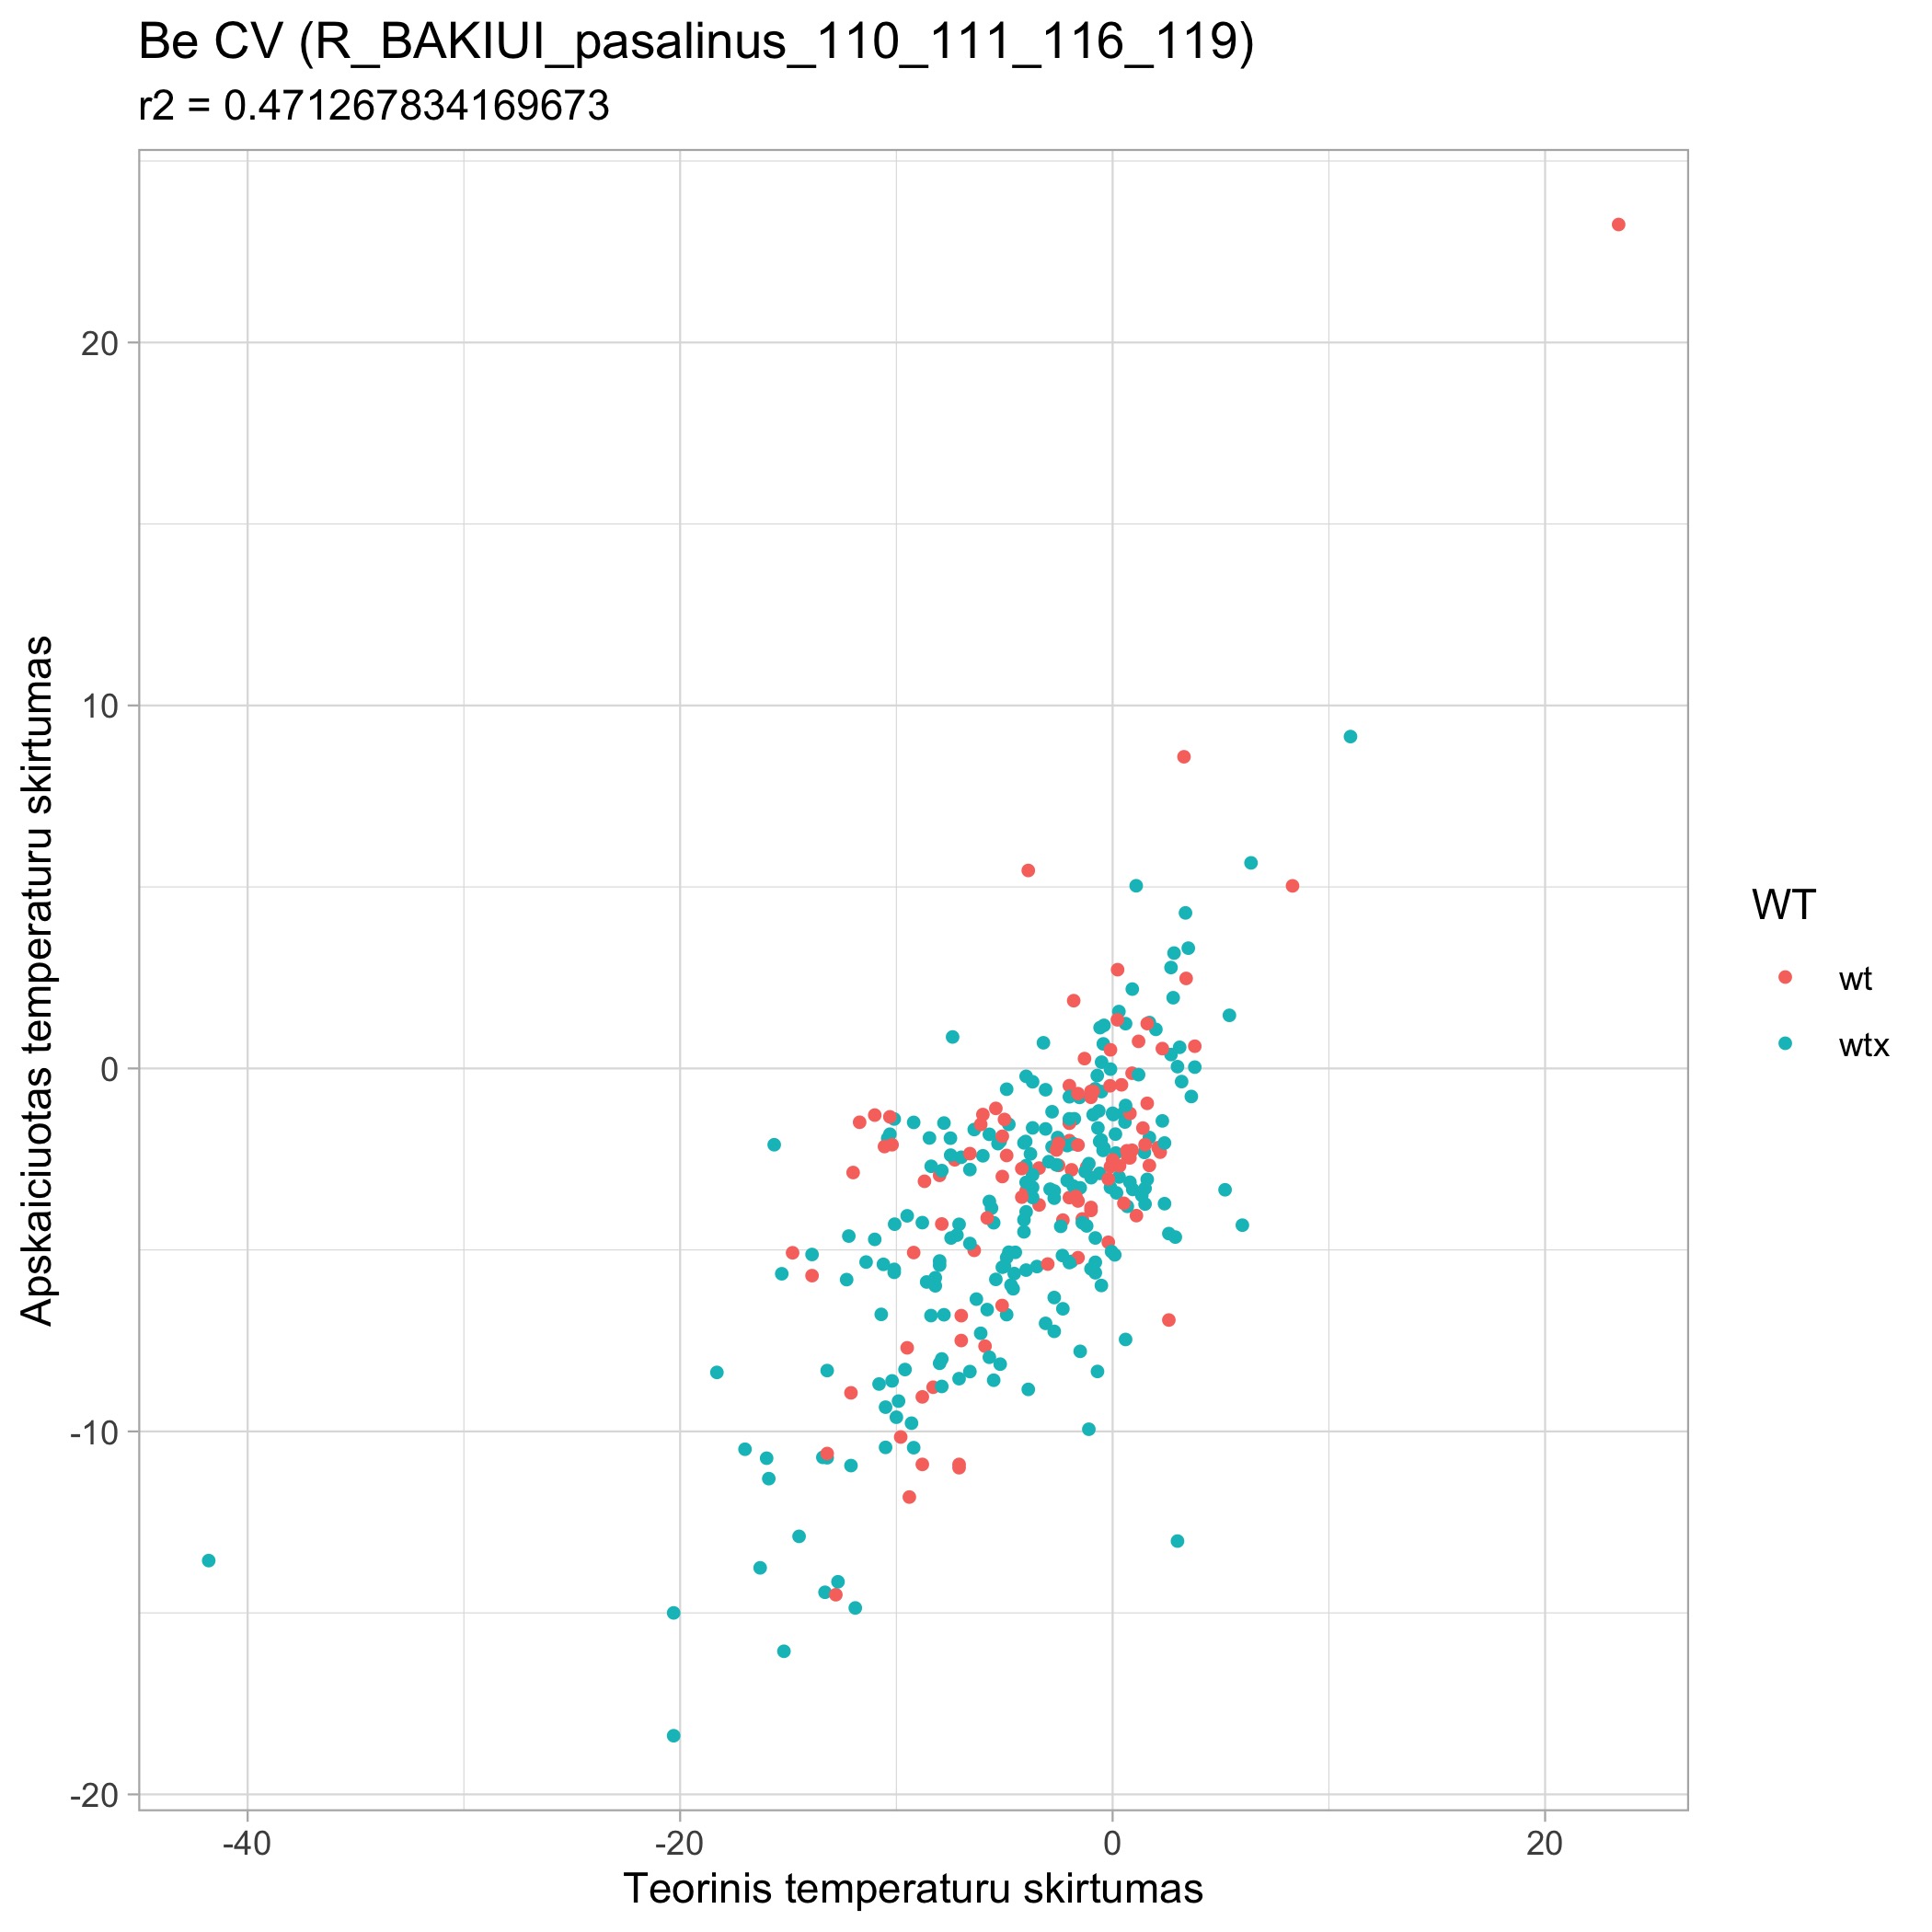 Be CV (R_BAKIUI_pasalinus_110_111_116_119)
r2 = 0.471267834169673
Apskaiciuotas temperaturu skirtumas
20
10
0
-10
-20
-40
-20
0
20
Teorinis temperaturu skirtumas
WT
wt
wtx